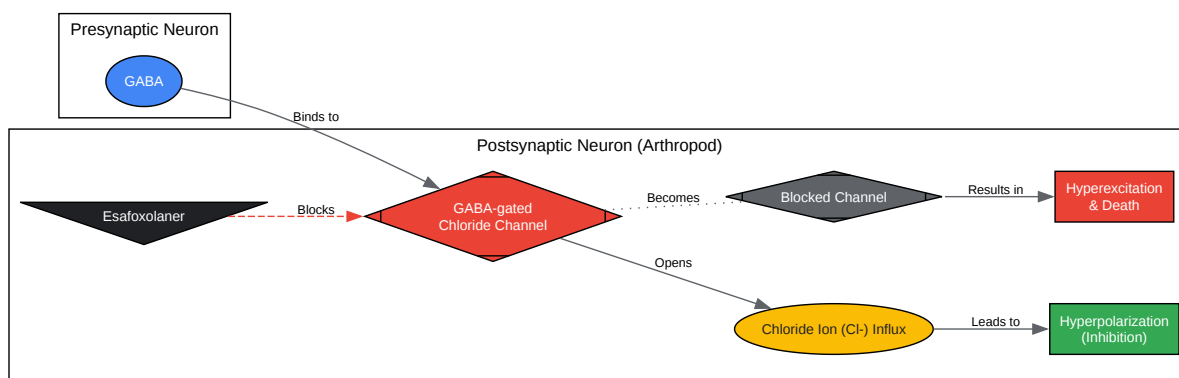 Presynaptic Neuron
GABA
Binds to
Postsynaptic Neuron (Arthropod)
Esafoxolaner
Blocks
GABA-gated
Chloride Channel
Becomes
Blocked Channel
Results in
Hyperexcitation
& Death
Opens
Chloride Ion (Cl-) Influx
Leads to
Hyperpolarization
(Inhibition)